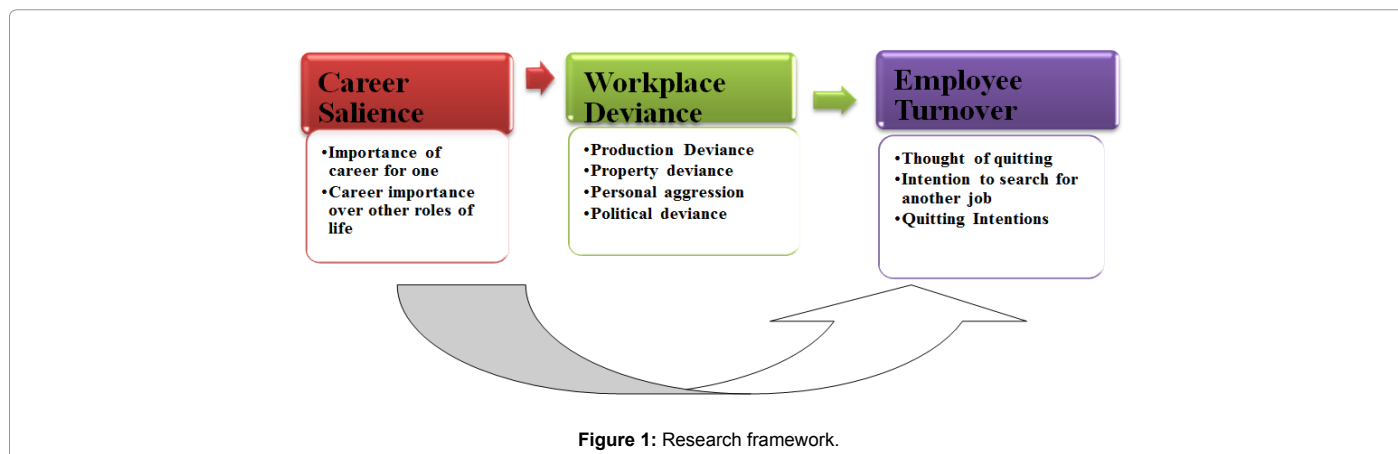 Career
Salience
•Importance of
career for one
•Career importance
over other roles of
life
Workplace
Deviance
•Production Deviance
•Property deviance
•Personal aggression
•Political deviance
Employee
Turnover
•Thought of quitting
•Intention to search for
another job
•Quitting Intentions
Figure 1: Research framework.